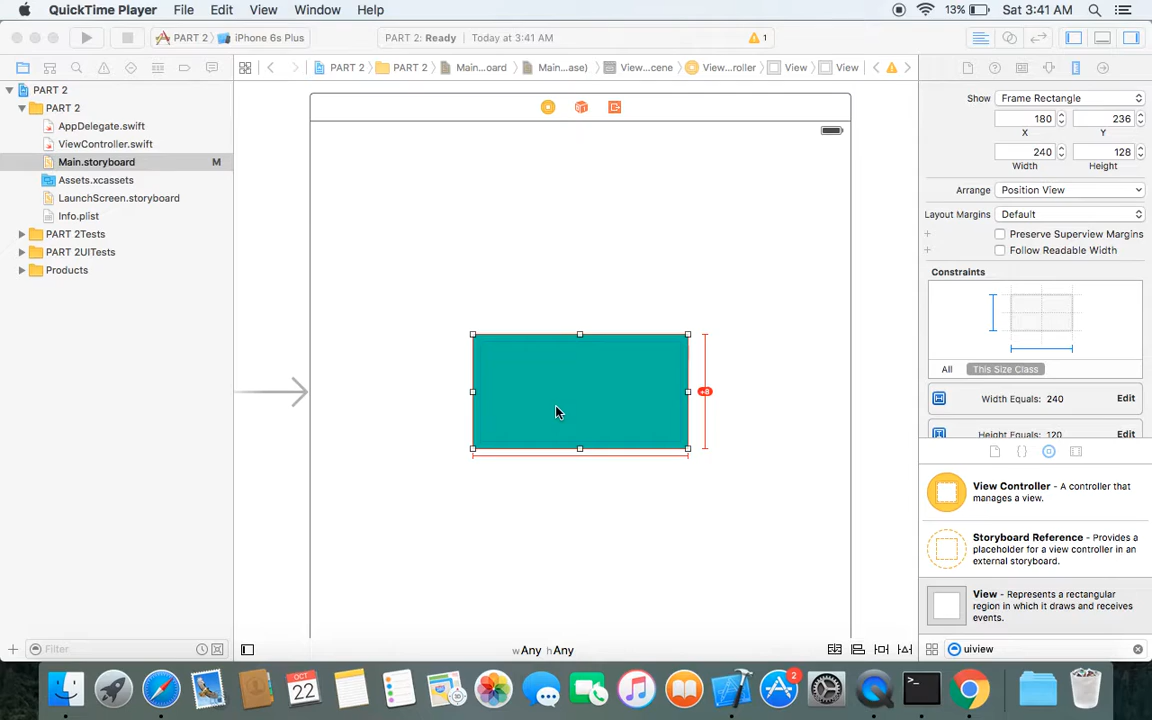 QuickTime Player File Edit View Window Help 13% Sat 3:41 AM
PART 2 iPhone 6s Plus PART 2: Ready Today at 3:41 AM 1
PART 2 PART 2 Main....oard Main....ase) View...cene View...roller View View
PART 2
PART 2
AppDelegate.swift
ViewController.swift
Main.storyboard M
Assets.xcassets
LaunchScreen.storyboard
Info.plist
PART 2Tests
PART 2UITests
Products
+8
Show Frame Rectangle
180 236
X Y
240 128
Width Height
Arrange Position View
Layout Margins Default
Preserve Superview Margins
Follow Readable Width
Constraints
All This Size Class
Width Equals: 240 Edit
Height Equals: 120 Edit
View Controller - A controller that
manages a view.
Storyboard Reference - Provides a
placeholder for a view controller in an
external storyboard.
View - Represents a rectangular
region in which it draws and receives
events.
Filter
wAny hAny
uiview
OCT
22
2
>_